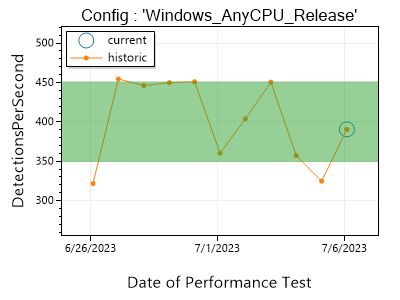 Config : 'Windows_AnyCPU_Release'
current
historic
DetectionsPerSecond
500
450
400
350
300
6/26/2023
7/1/2023
7/6/2023
Date of Performance Test